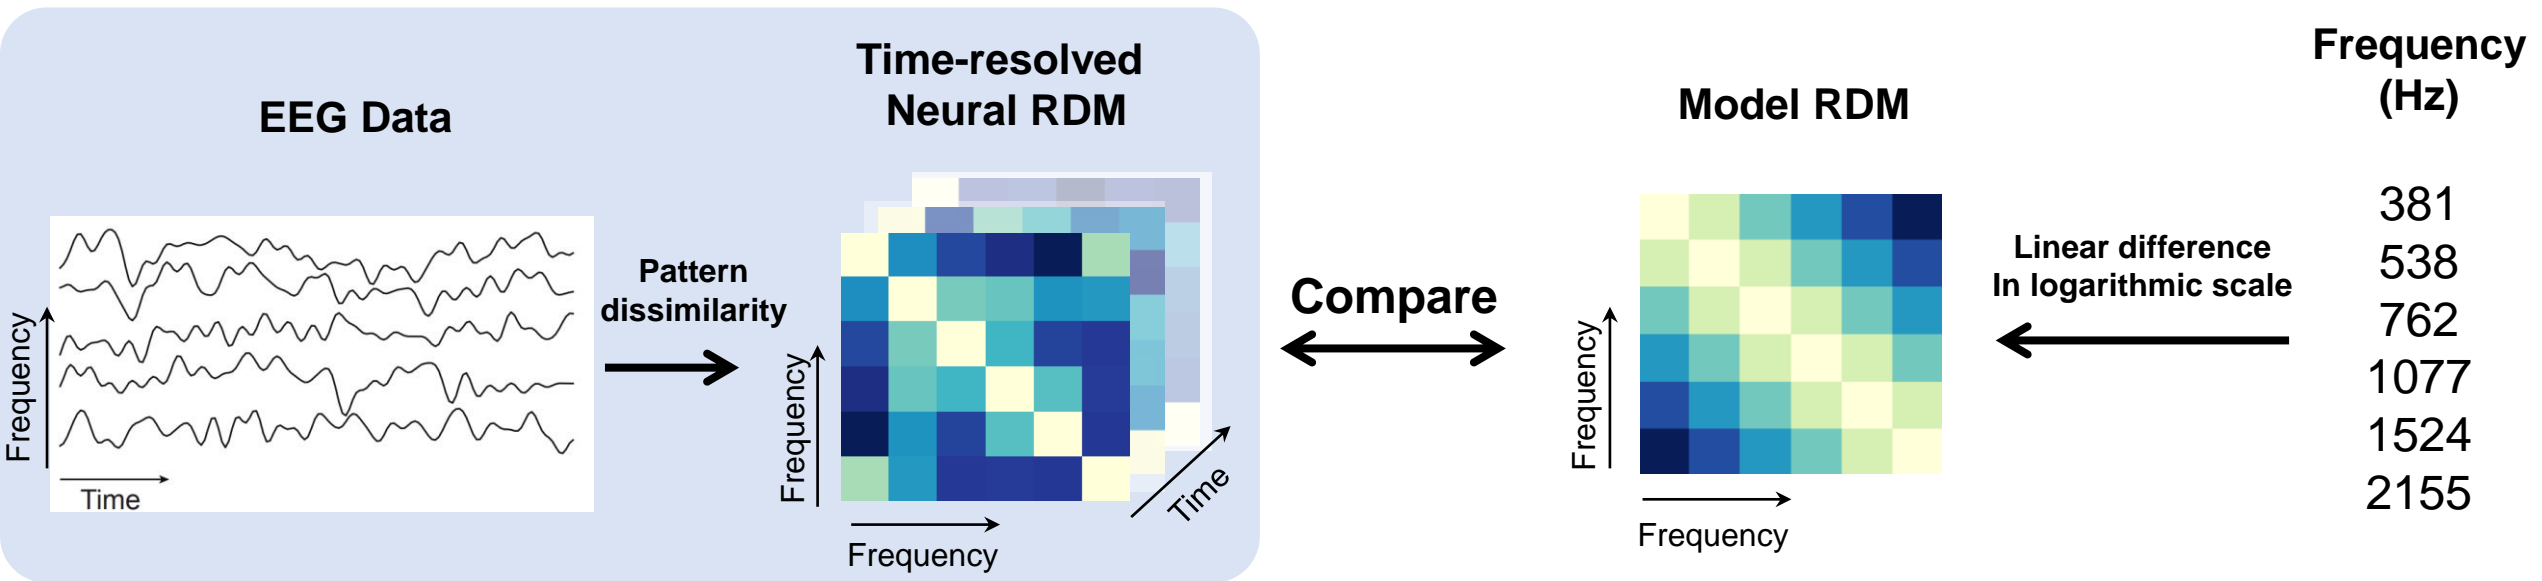 EEG Data
Frequency
Time
Pattern
dissimilarity
Time-resolved
Neural RDM
Frequency
Frequency
Time
Compare
Model RDM
Frequency
Frequency
Linear difference
In logarithmic scale
Frequency
(Hz)
381
538
762
1077
1524
2155